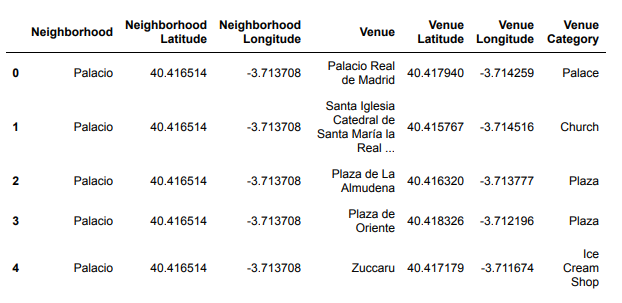 Neighborhood Neighborhood Latitude Neighborhood Longitude Venue Venue Latitude Venue Longitude Venue Category
0 Palacio 40.416514 -3.713708 Palacio Real de Madrid 40.417940 -3.714259 Palace
1 Palacio 40.416514 -3.713708 Santa Iglesia Catedral de Santa María la Real ... 40.415767 -3.714516 Church
2 Palacio 40.416514 -3.713708 Plaza de La Almudena 40.416320 -3.713777 Plaza
3 Palacio 40.416514 -3.713708 Plaza de Oriente 40.418326 -3.712196 Plaza
4 Palacio 40.416514 -3.713708 Zuccaru 40.417179 -3.711674 Ice Cream Shop